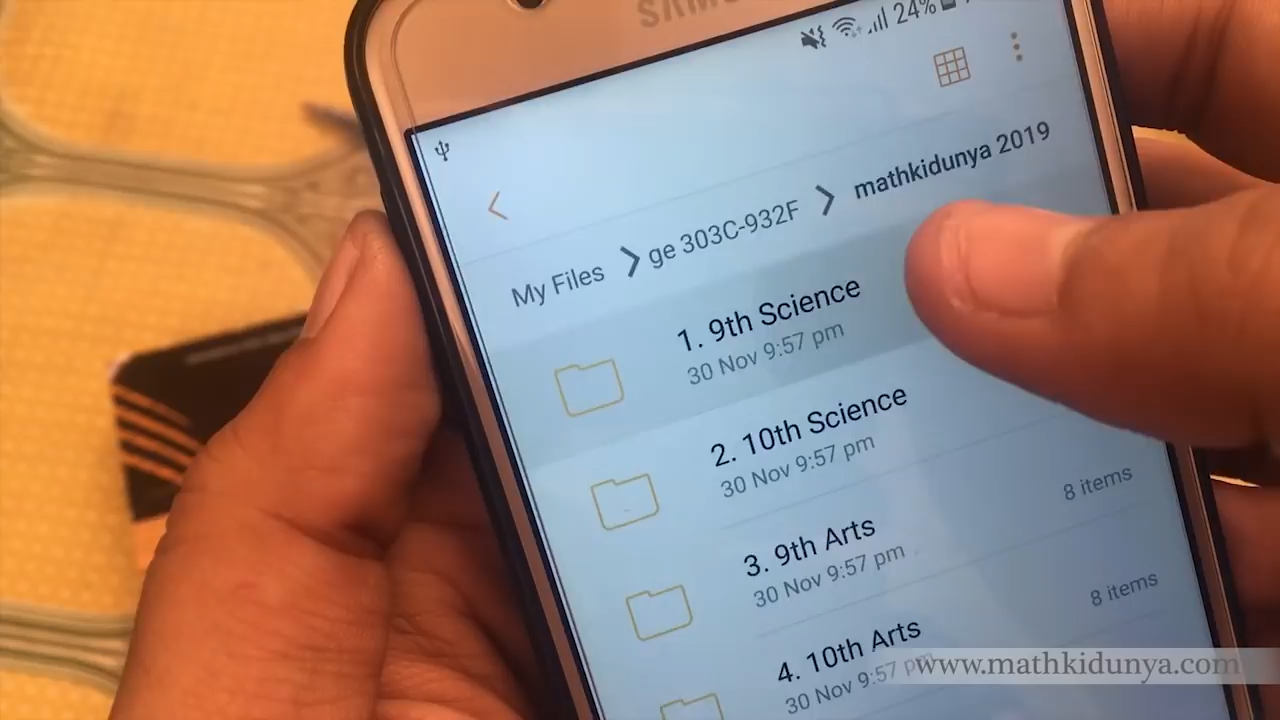 SAMSU
24%
My Files > ge 303C-932F > mathkidunya 2019
1. 9th Science
30 Nov 9:57 pm
2. 10th Science
30 Nov 9:57 pm
8 items
3. 9th Arts
30 Nov 9:57 pm
8 items
4. 10th Arts
30 Nov 9:57 pm
www.mathkidunya.com